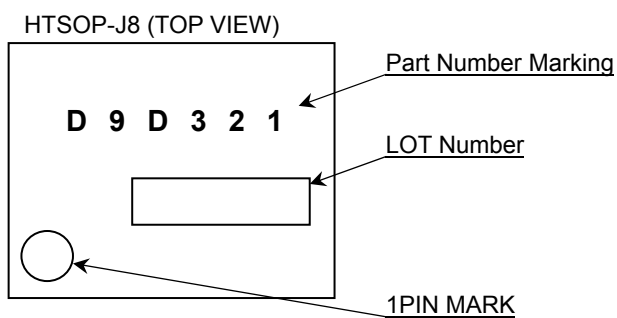 HTSOP-J8 (TOP VIEW)
Part Number Marking
D 9 D 3 2 1
LOT Number
1PIN MARK